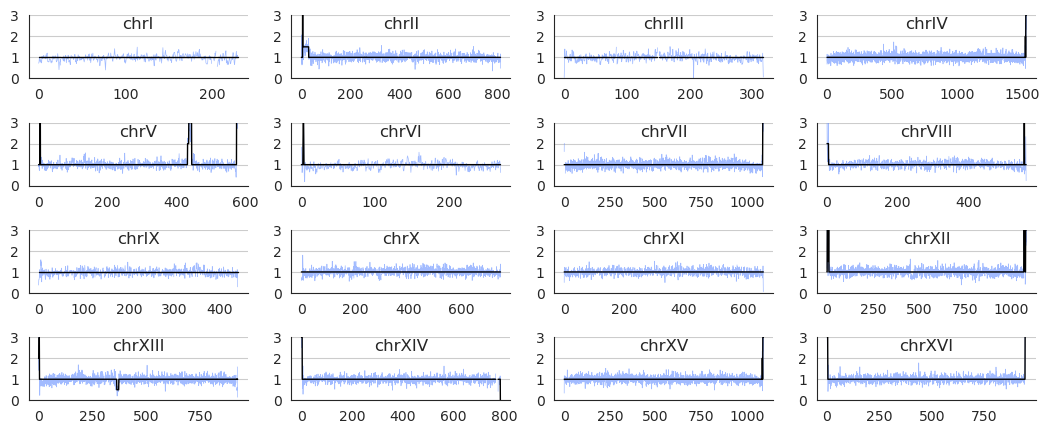 chrI chrII chrIII chrIV
3 3 3 3
2 2 2 2
1 1 1 1
0 0 0 0
0 100 200 0 200 400 600 800 0 100 200 300 0 500 1000 1500
chrV chrVI chrVII chrVIII
3 3 3 3
2 2 2 2
1 1 1 1
0 0 0 0
0 200 400 600 0 100 200 0 250 500 750 1000 0 200 400
chrIX chrX chrXI chrXII
3 3 3 3
2 2 2 2
1 1 1 1
0 0 0 0
0 100 200 300 400 0 200 400 600 0 200 400 600 0 250 500 750 1000
chrXIII chrXIV chrXV chrXVI
3 3 3 3
2 2 2 2
1 1 1 1
0 0 0 0
0 250 500 750 0 200 400 600 800 0 250 500 750 1000 0 250 500 750